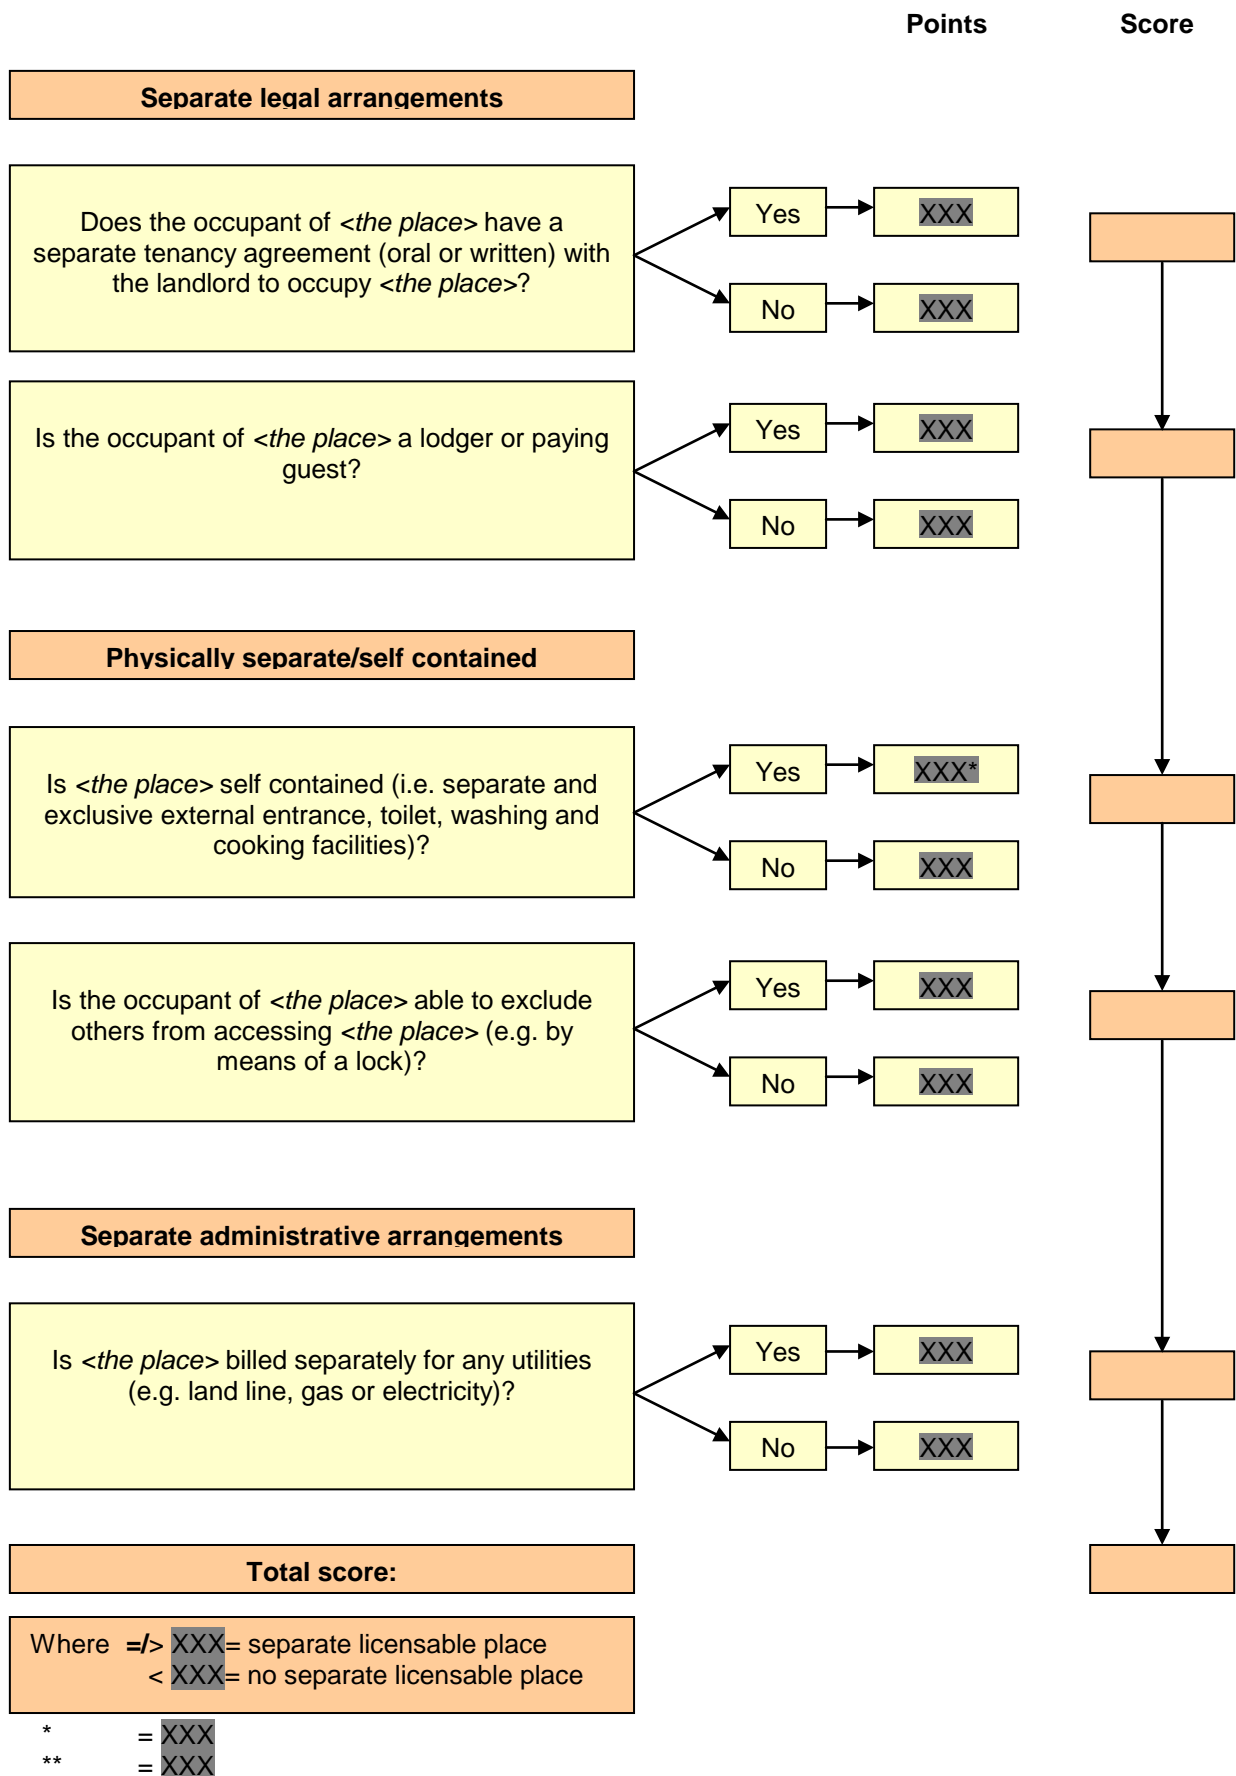 Points Score
Separate legal arrangements
Does the occupant of <the place> have a
separate tenancy agreement (oral or written) with
the landlord to occupy <the place>?
Yes XXX
No XXX
Is the occupant of <the place> a lodger or paying
guest?
Yes XXX
No XXX
Physically separate/self contained
Is <the place> self contained (i.e. separate and
exclusive external entrance, toilet, washing and
cooking facilities)?
Yes XXX*
No XXX
Is the occupant of <the place> able to exclude
others from accessing <the place> (e.g. by
means of a lock)?
Yes XXX
No XXX
Separate administrative arrangements
Is <the place> billed separately for any utilities
(e.g. land line, gas or electricity)?
Yes XXX
No XXX
Total score:
Where =/> XXX= separate licensable place
< XXX= no separate licensable place
* = XXX
** = XXX